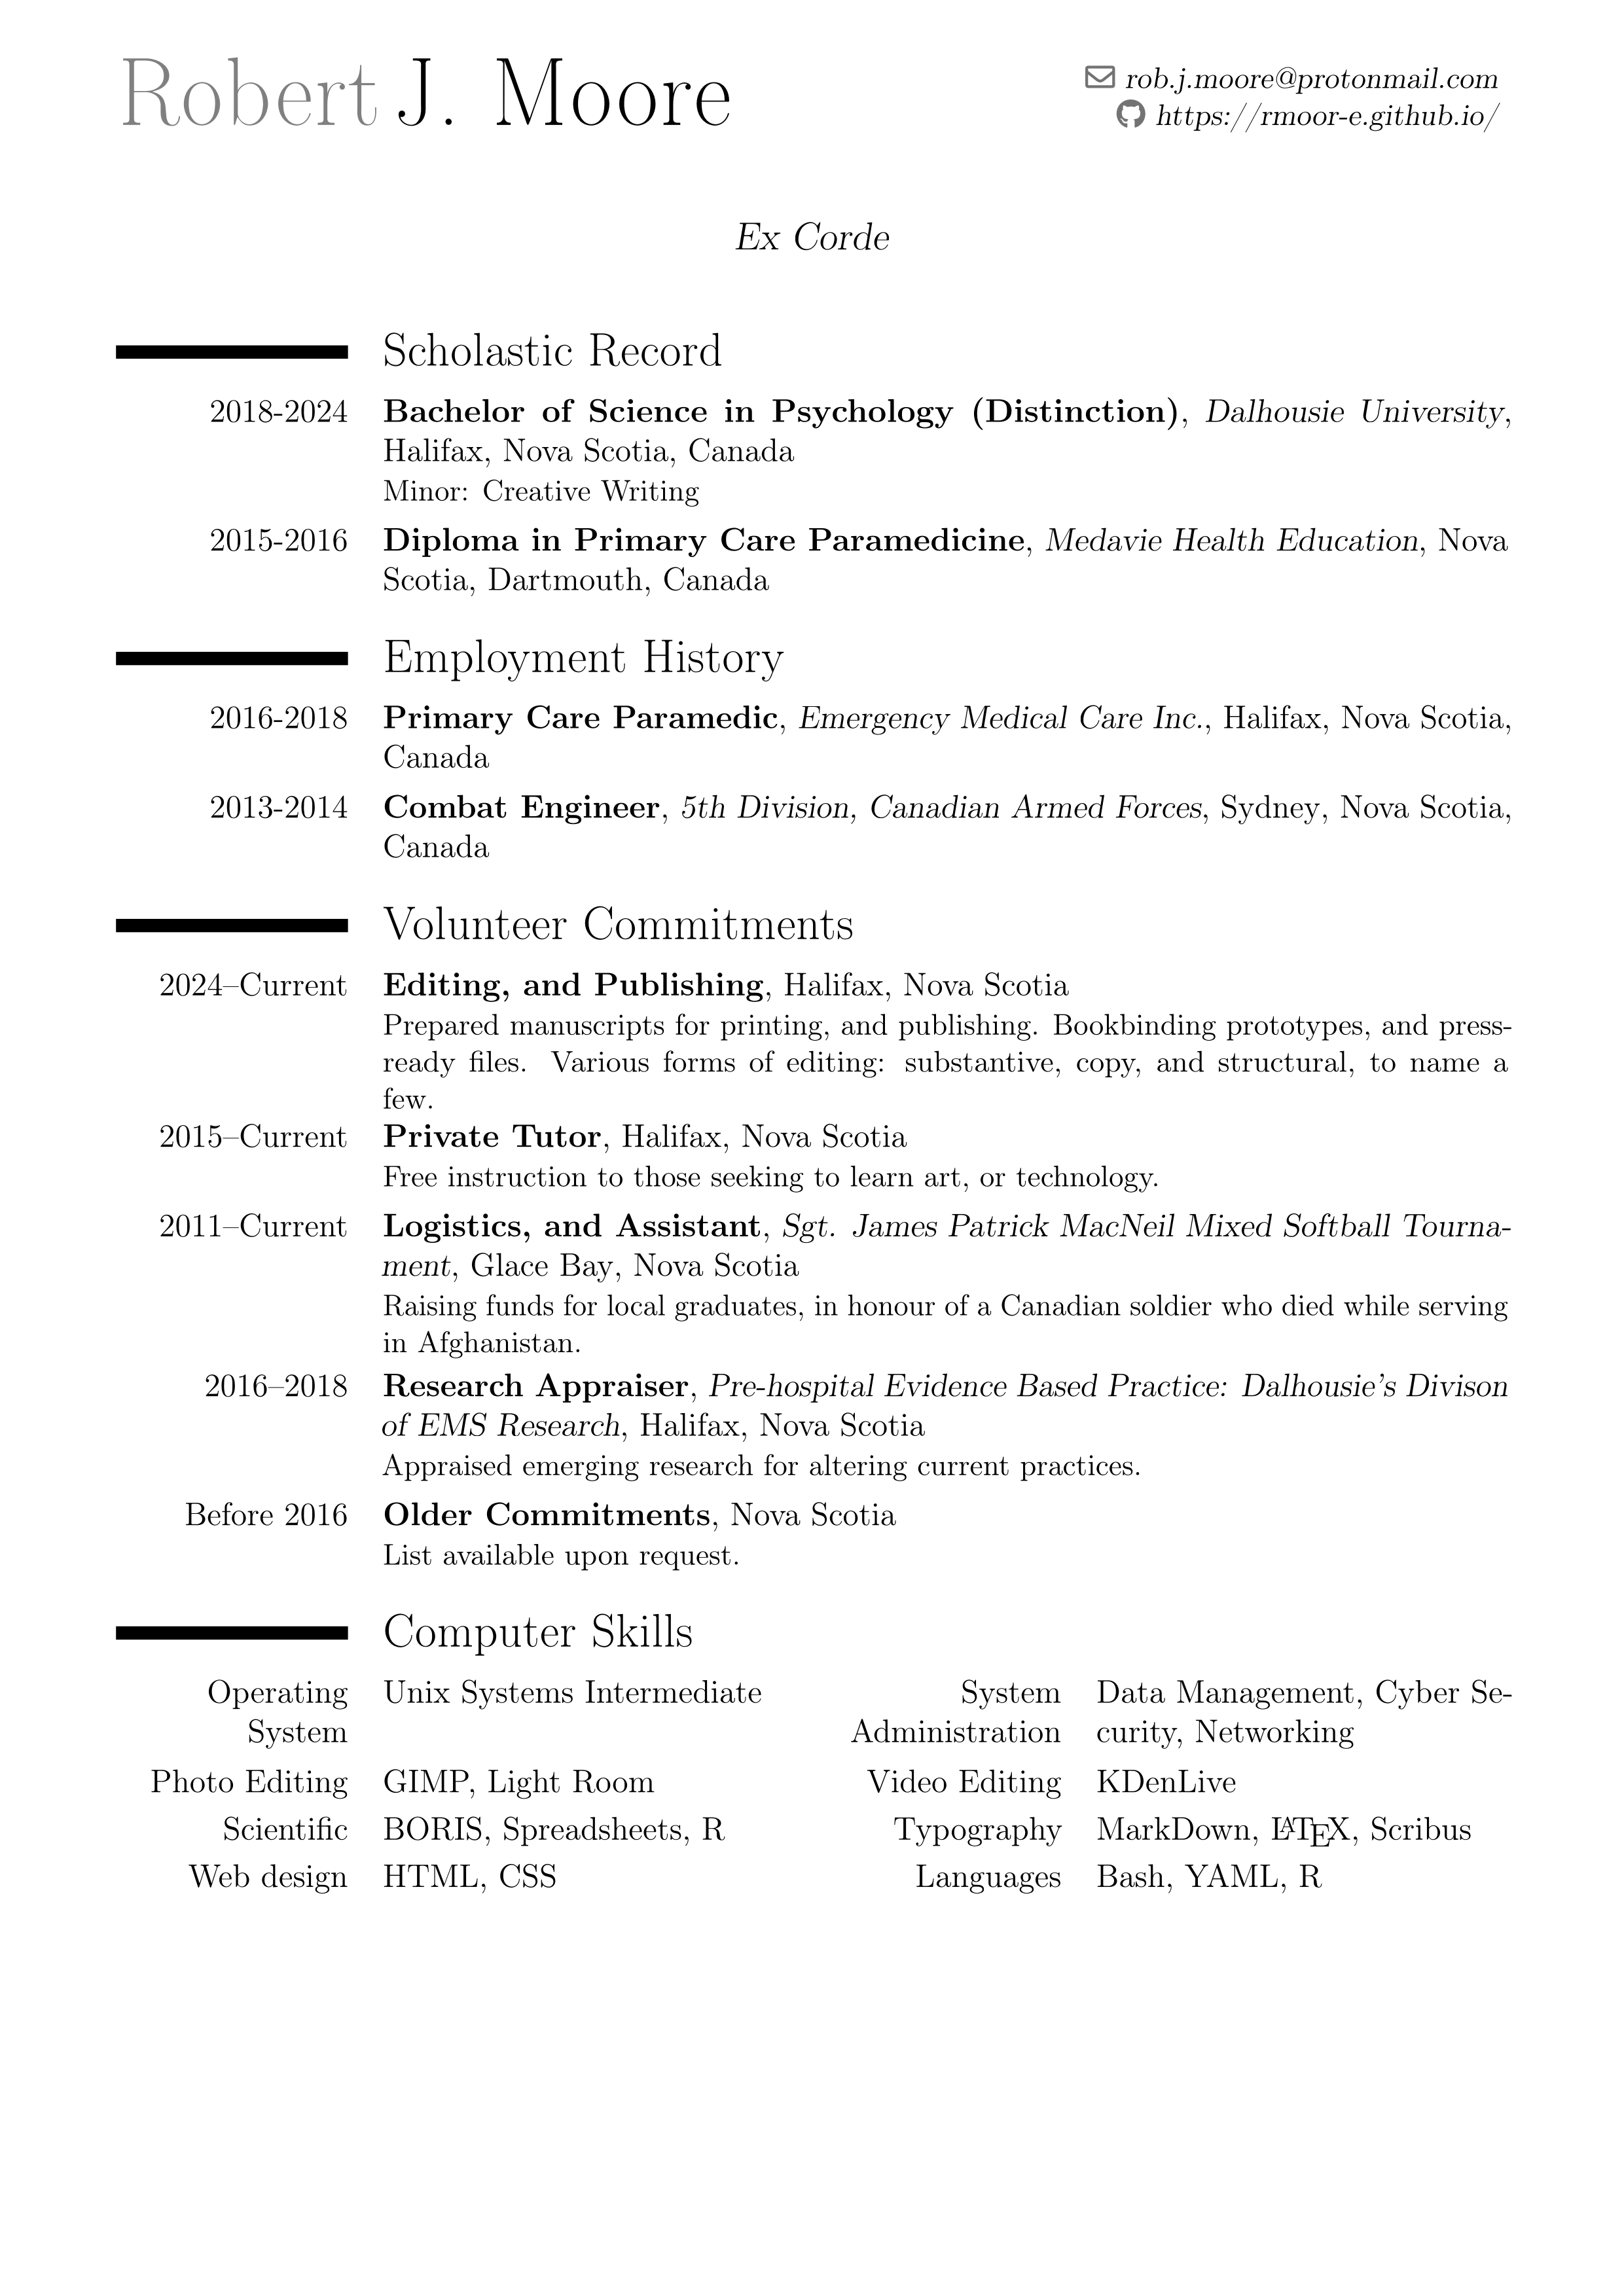 Robert J. Moore
rob.j.moore@protonmail.com
https://rmoor-e.github.io/
Ex Corde
Scholastic Record
2018-2024 Bachelor of Science in Psychology (Distinction), Dalhousie University,
Halifax, Nova Scotia, Canada
Minor: Creative Writing
2015-2016 Diploma in Primary Care Paramedicine, Medavie Health Education, Nova
Scotia, Dartmouth, Canada
Employment History
2016-2018 Primary Care Paramedic, Emergency Medical Care Inc., Halifax, Nova Scotia,
Canada
2013-2014 Combat Engineer, 5th Division, Canadian Armed Forces, Sydney, Nova Scotia,
Canada
Volunteer Commitments
2024–Current Editing, and Publishing, Halifax, Nova Scotia
Prepared manuscripts for printing, and publishing. Bookbinding prototypes, and press-
ready files. Various forms of editing: substantive, copy, and structural, to name a
few.
2015–Current Private Tutor, Halifax, Nova Scotia
Free instruction to those seeking to learn art, or technology.
2011–Current Logistics, and Assistant, Sgt. James Patrick MacNeil Mixed Softball Tourna-
ment, Glace Bay, Nova Scotia
Raising funds for local graduates, in honour of a Canadian soldier who died while serving
in Afghanistan.
2016–2018 Research Appraiser, Pre-hospital Evidence Based Practice: Dalhousie's Divison
of EMS Research, Halifax, Nova Scotia
Appraised emerging research for altering current practices.
Before 2016 Older Commitments, Nova Scotia
List available upon request.
Computer Skills
Operating Unix Systems Intermediate System Data Management, Cyber Se-
System Administration curity, Networking
Photo Editing GIMP, Light Room Video Editing KDenLive
Scientific BORIS, Spreadsheets, R Typography MarkDown, LATEX, Scribus
Web design HTML, CSS Languages Bash, YAML, R